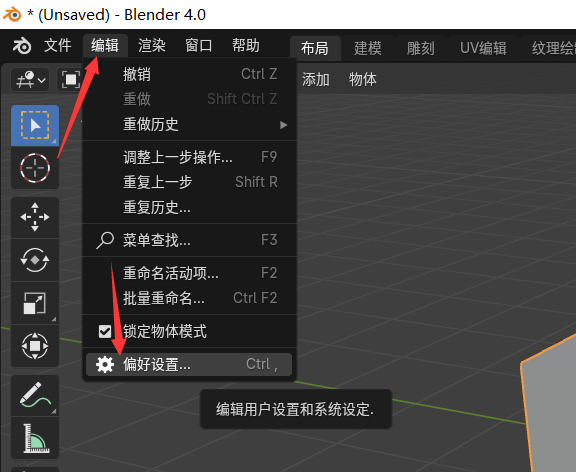 * (Unsaved) - Blender 4.0
文件 编辑 渲染 窗口 帮助 布局 建模 雕刻 UV编辑 纹理绘
添加 物体
撤销 Ctrl Z
重做 Shift Ctrl Z
重做历史
调整上一步操作... F9
重复上一步 Shift R
重复历史...
菜单查找... F3
重命名活动项... F2
批量重命名... Ctrl F2
锁定物体模式
偏好设置... Ctrl ,
编辑用户设置和系统设定.